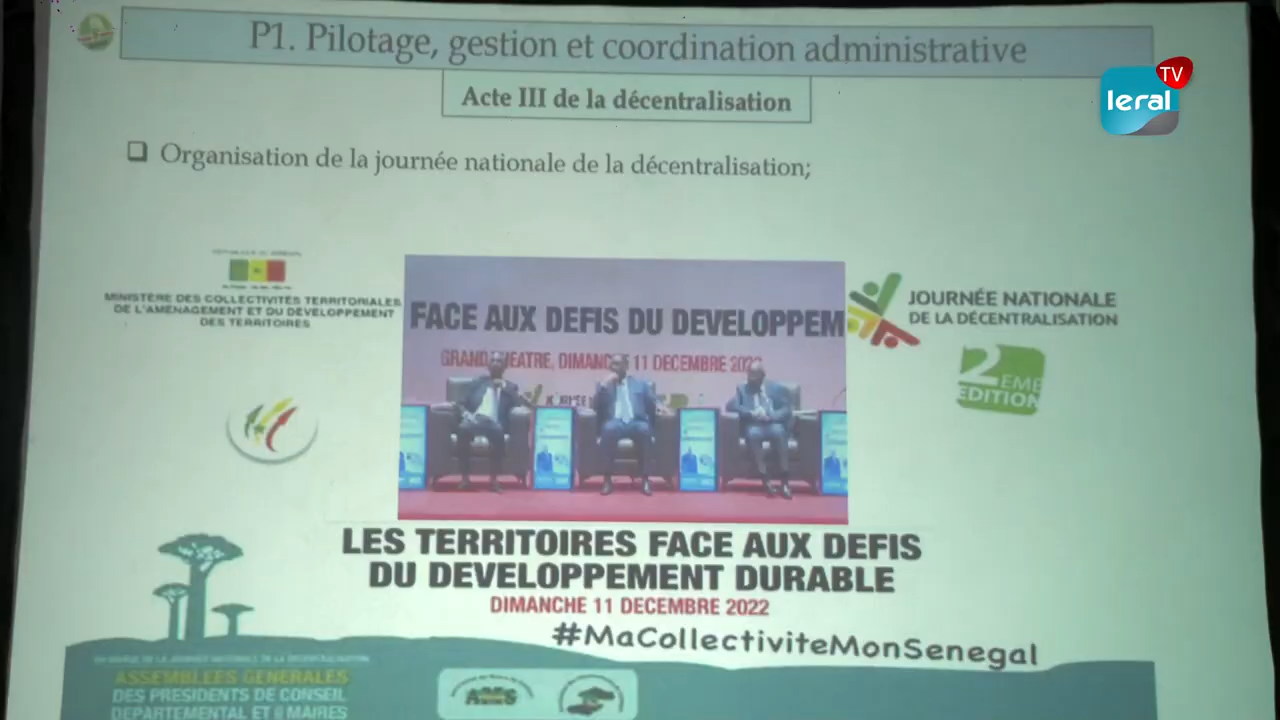 P1. Pilotage, gestion et coordination administrative
TV
leral
Acte III de la décentralisation
Organisation de la journée nationale de la décentralisation;
MINISTÈRE DES COLLECTIVITÉS TERRITORIALES
DE L'AMÉNAGEMENT ET DU DÉVELOPPEMENT
DES TERRITOIRES
FACE AUX DEFIS DU DEVELOPPEM
GRAND THEATRE, DIMANCHE 11 DECEMBRE 2022
JOURNÉE NATIONALE
DE LA DÉCENTRALISATION
2EME
EDITION
LES TERRITOIRES FACE AUX DEFIS
DU DEVELOPPEMENT DURABLE
DIMANCHE 11 DECEMBRE 2022
#MaCollectiviteMonSenegal
ASSEMBLEES GENERALES
DES PRESIDENTS DE CONSEIL
DEPARTEMENTAL ET MAIRES